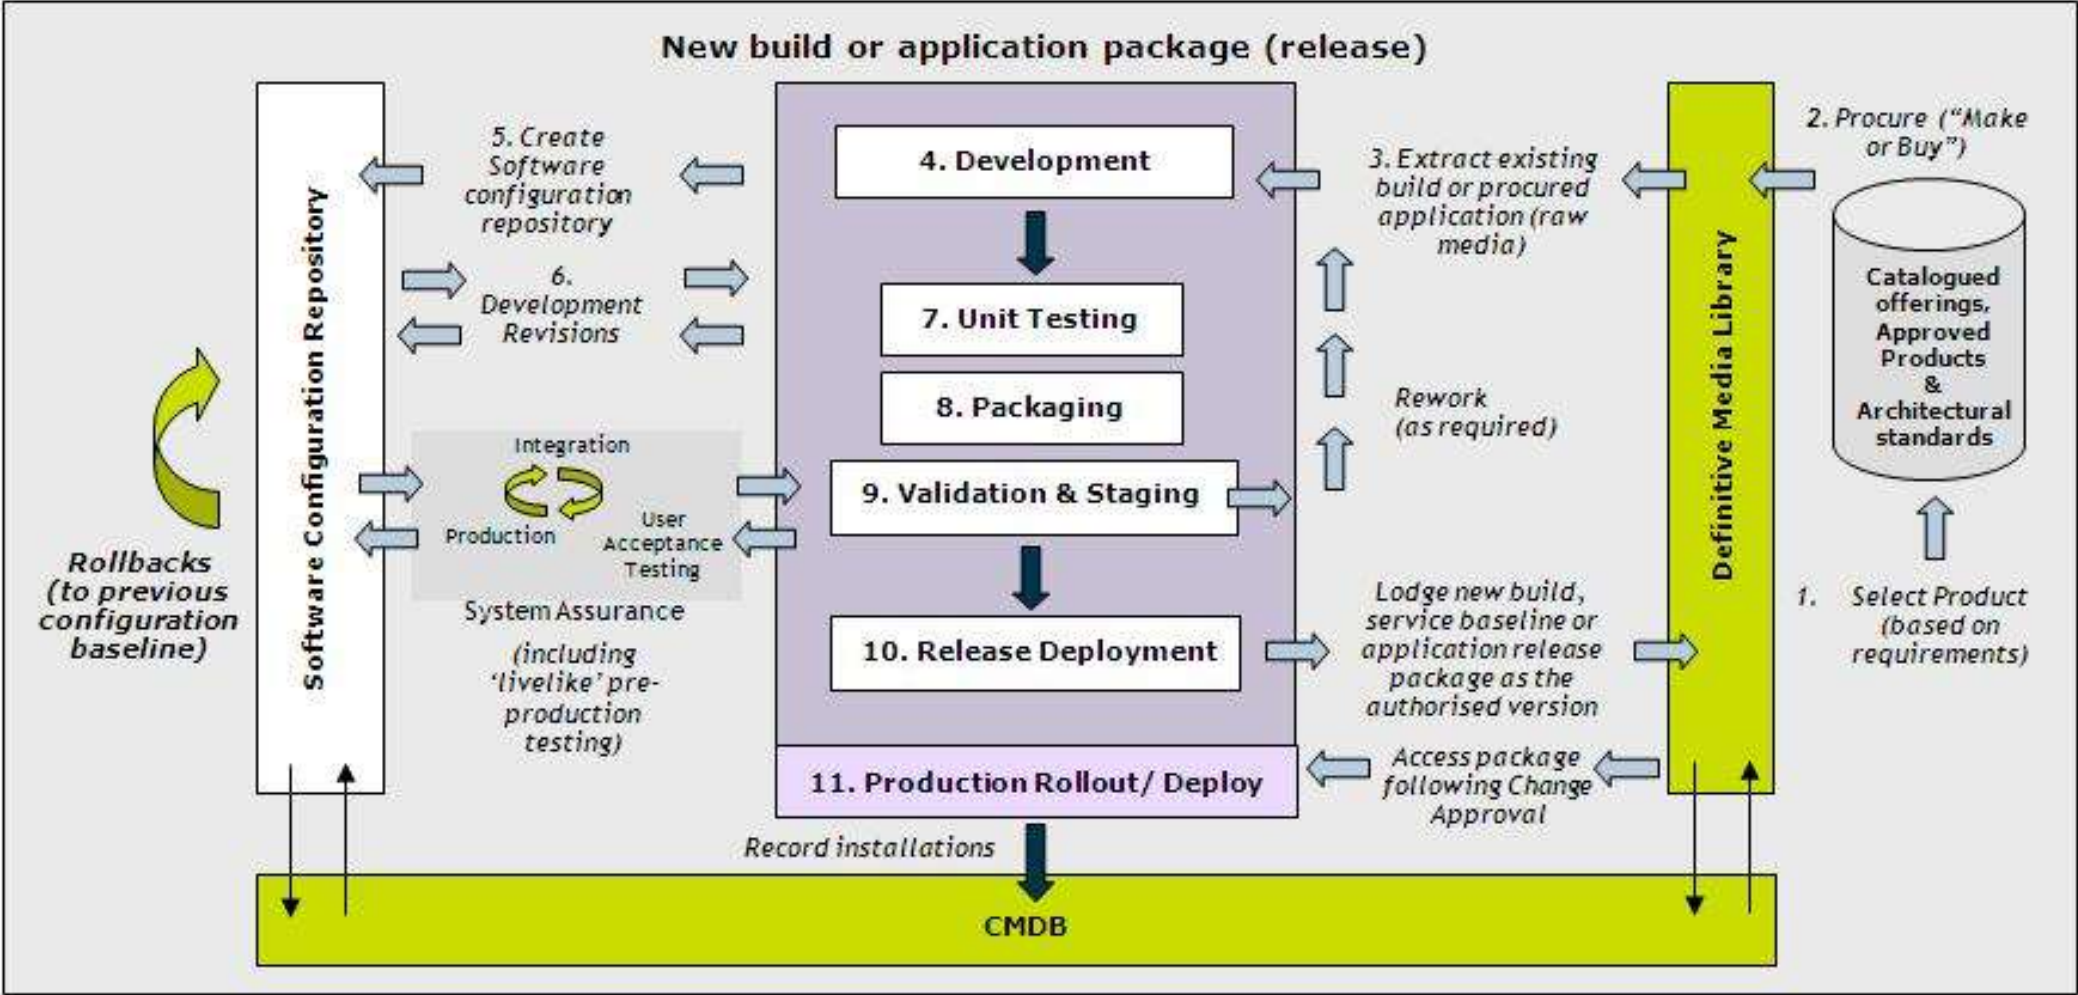 New build or application package (release)
Software Configuration Repository
5. Create
Software
configuration
repository
6.
Development
Revisions
Integration
Production
User
Acceptance
Testing
System Assurance
(including
‘livelike’ pre-
production
testing)
Rollbacks
(to previous
configuration
baseline)
4. Development
7. Unit Testing
8. Packaging
9. Validation & Staging
10. Release Deployment
11. Production Rollout/ Deploy
Record installations
CMDB
3. Extract existing
build or procured
application (raw
media)
Rework
(as required)
Lodge new build,
service baseline or
application release
package as the
authorised version
Access package
following Change
Approval
Definitive Media Library
2. Procure (“Make
or Buy”)
Catalogued
offerings,
Approved
Products
&
Architectural
standards
1. Select Product
(based on
requirements)